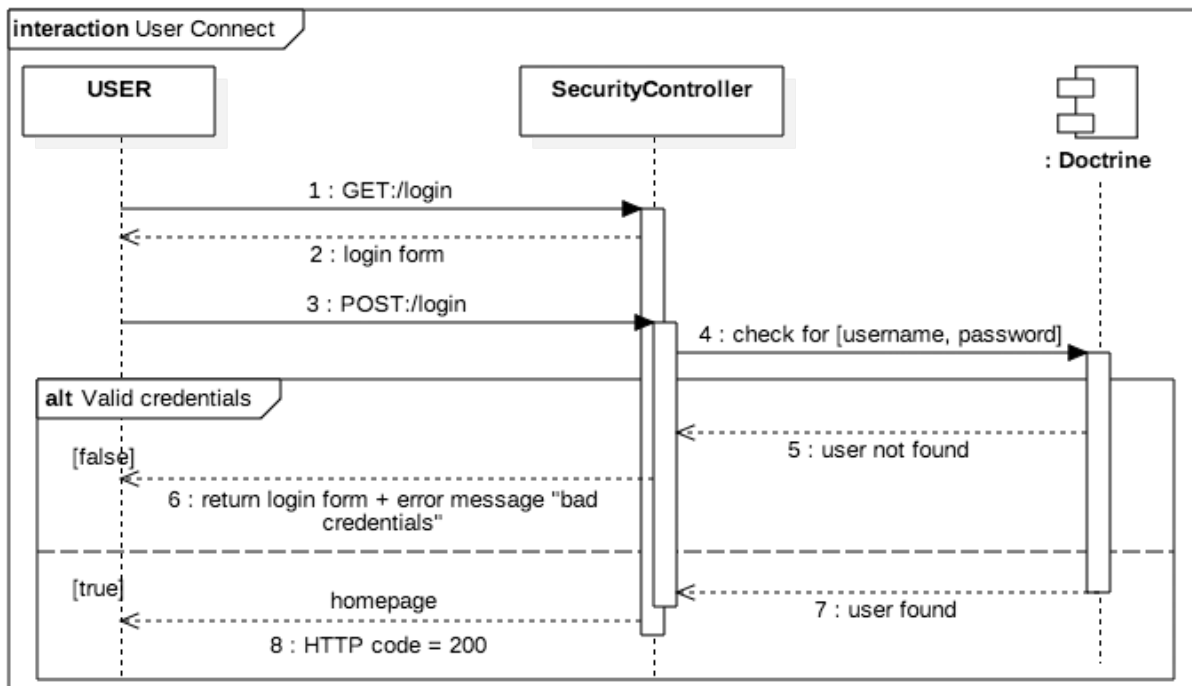 interaction User Connect
USER
SecurityController
: Doctrine
1 : GET:/login
2 : login form
3 : POST:/login
4 : check for [username, password]
alt Valid credentials
5 : user not found
[false]
6 : return login form + error message "bad
credentials"
[true]
homepage
7 : user found
8 : HTTP code = 200